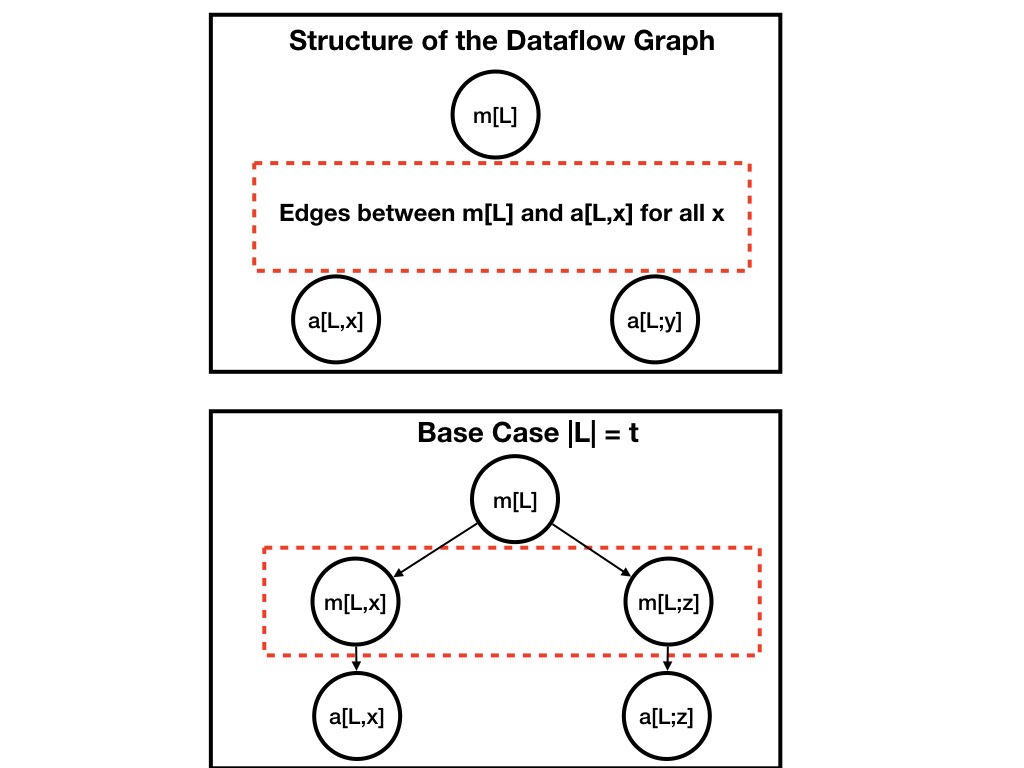 Structure of the Dataflow Graph
m[L]
Edges between m[L] and a[L,x] for all x
a[L,x]
a[L;y]
Base Case |L| = t
m[L]
m[L,x]
m[L;z]
a[L,x]
a[L;z]